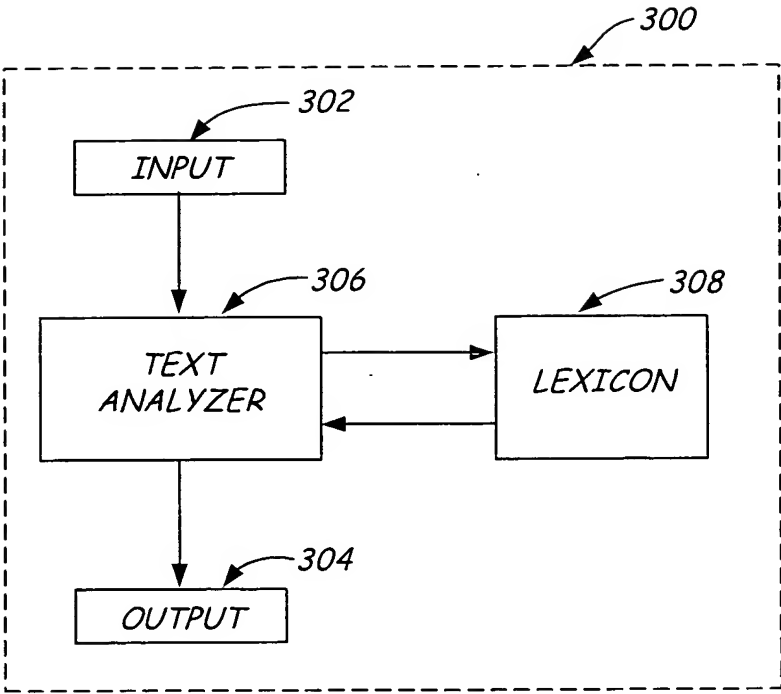 300
302
INPUT
306
308
TEXT
ANALYZER
LEXICON
304
OUTPUT